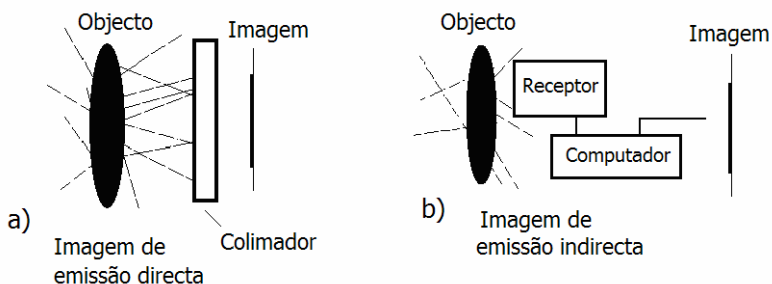 Objecto
Imagem
a)
Colimador
Imagem de
emissão directa
Objecto
Imagem
Receptor
Computador
b)
Imagem de
emissão indirecta